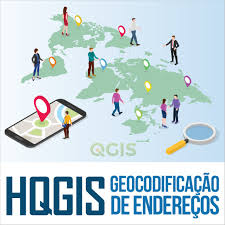 QGIS
HQGIS GEOCODIFICAÇÃO
DE ENDEREÇOS